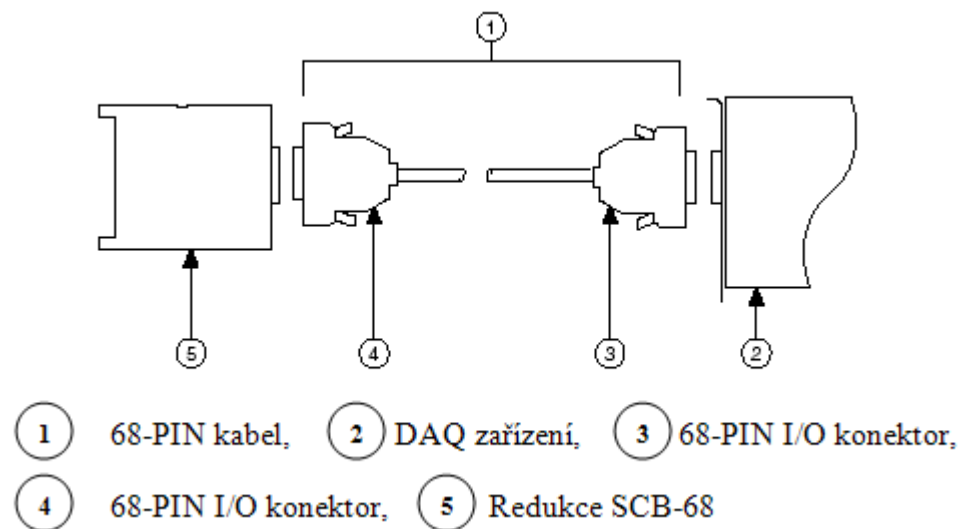 1
5
4
3
2
1 68-PIN kabel, 2 DAQ zařízení, 3 68-PIN I/O konektor,
4 68-PIN I/O konektor, 5 Redukce SCB-68